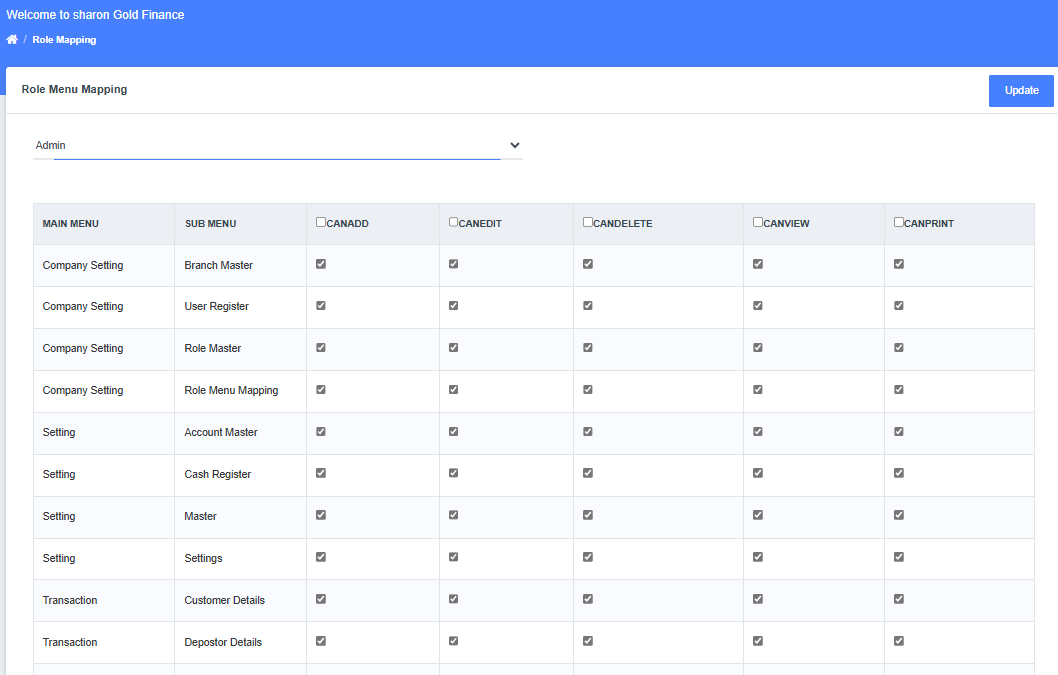 Welcome to sharon Gold Finance
/ Role Mapping
Role Menu Mapping
Update
Admin
MAIN MENU SUB MENU CANADD CANEDIT CANDELETE CANVIEW CANPRINT
Company Setting Branch Master
Company Setting User Register
Company Setting Role Master
Company Setting Role Menu Mapping
Setting Account Master
Setting Cash Register
Setting Master
Setting Settings
Transaction Customer Details
Transaction Depostor Details